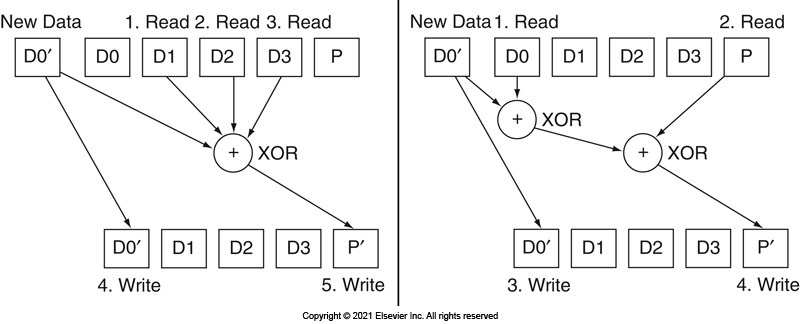 New Data 1. Read 2. Read 3. Read
D0′ D0 D1 D2 D3 P
+ XOR
D0′ D1 D2 D3 P′
4. Write 5. Write
New Data 1. Read 2. Read
D0′ D0 D1 D2 D3 P
+ XOR
+ XOR
D0′ D1 D2 D3 P′
3. Write 4. Write
Copyright © 2021 Elsevier Inc. All rights reserved